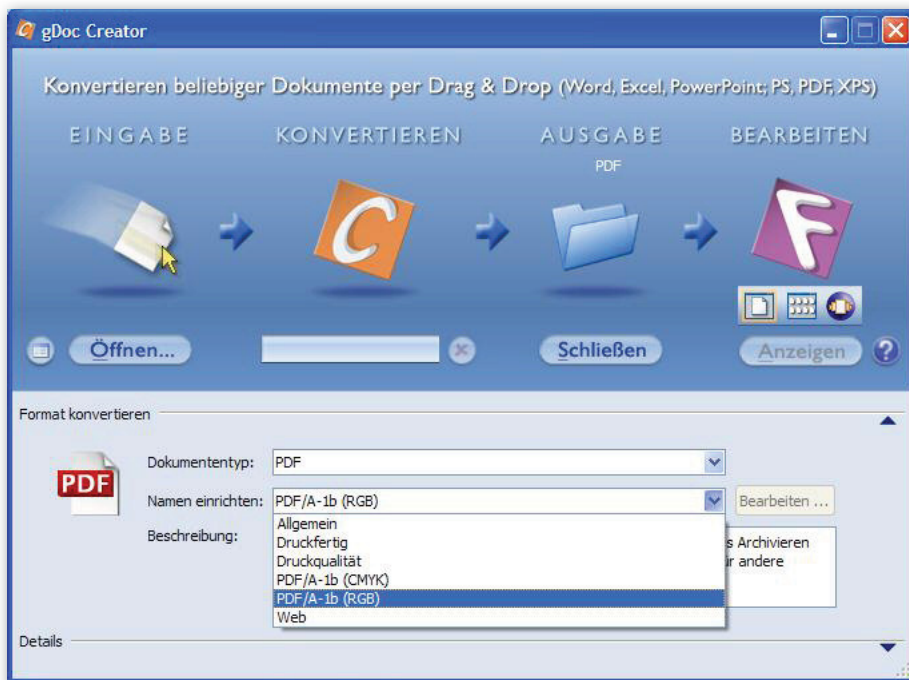 gDoc Creator
Konvertieren beliebiger Dokumente per Drag & Drop (Word, Excel, PowerPoint; PS, PDF, XPS)
EINGABE KONVERTIEREN AUSGABE BEARBEITEN
PDF
C F
Öffnen... Schließen Anzeigen ?
Format konvertieren
PDF
Dokumententyp: PDF
Namen einrichten: PDF/A-1b (RGB) Bearbeiten ...
Beschreibung:
Allgemein
Druckfertig s Archivieren
Druckqualität andere
PDF/A-1b (CMYK)
PDF/A-1b (RGB)
Web
Details